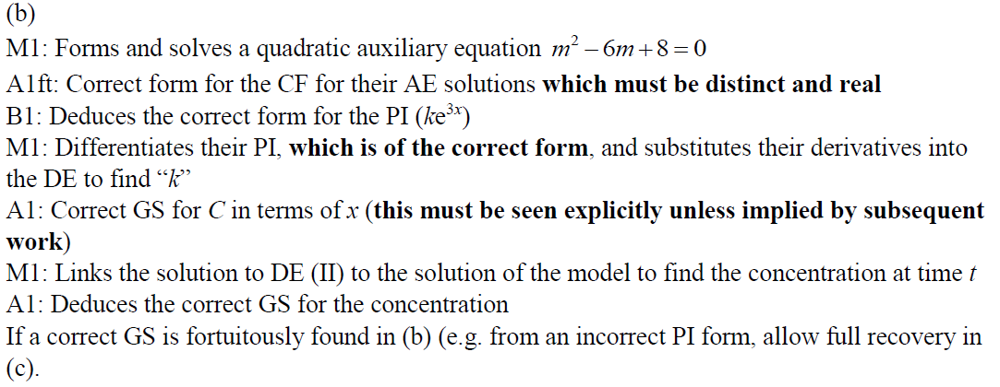 (b)
M1: Forms and solves a quadratic auxiliary equation m² – 6m + 8 = 0
A1ft: Correct form for the CF for their AE solutions which must be distinct and real
B1: Deduces the correct form for the PI (ke³ˣ)
M1: Differentiates their PI, which is of the correct form, and substitutes their derivatives into
the DE to find “k”
A1: Correct GS for C in terms of x (this must be seen explicitly unless implied by subsequent
work)
M1: Links the solution to DE (II) to the solution of the model to find the concentration at time t
A1: Deduces the correct GS for the concentration
If a correct GS is fortuitously found in (b) (e.g. from an incorrect PI form, allow full recovery in
(c).